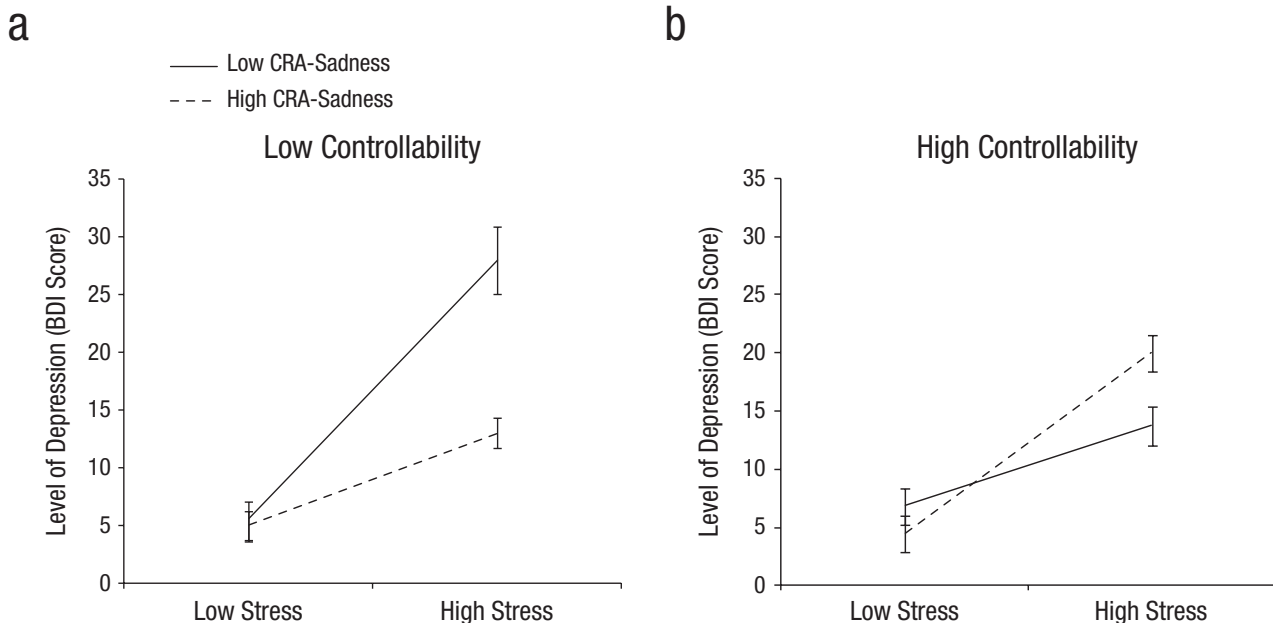 a
Low CRA-Sadness
High CRA-Sadness
Low Controllability
35
30
25
20
15
10
5
0
Level of Depression (BDI Score)
Low Stress
High Stress
b
High Controllability
35
30
25
20
15
10
5
0
Level of Depression (BDI Score)
Low Stress
High Stress